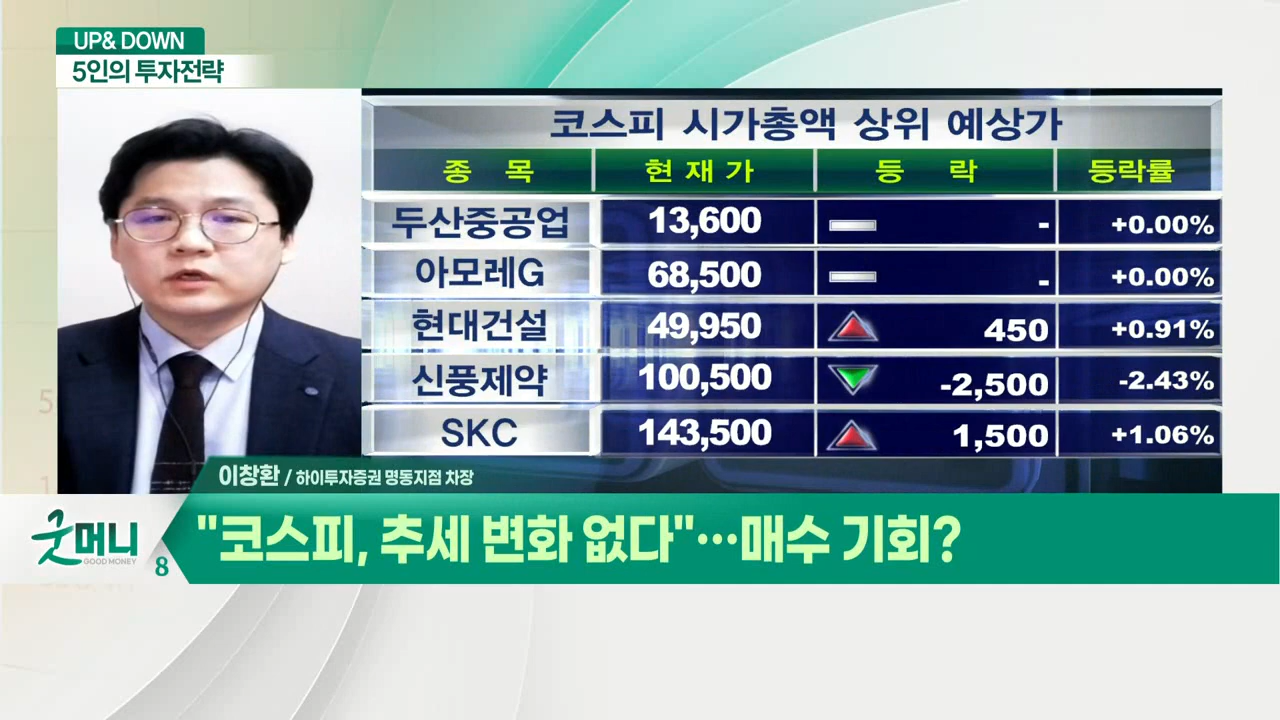 UP& DOWN
5인의 투자전략
코스피 시가총액 상위 예상가
종 목 현 재 가 등 락 등락률
두산중공업 13,600 - +0.00%
아모레G 68,500 - +0.00%
현대건설 49,950 450 +0.91%
신풍제약 100,500 -2,500 -2.43%
SKC 143,500 1,500 +1.06%
이창환 / 하이투자증권 명동지점 차장
굿머니
GOOD MONEY
8
"코스피, 추세 변화 없다"…매수 기회?